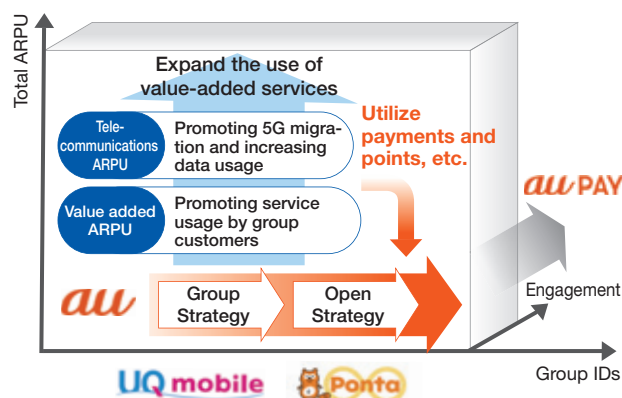 Total ARPU
Expand the use of
value-added services
Tele-
communications
ARPU
Promoting 5G migra-
tion and increasing
data usage
Utilize
payments and
points, etc.
Value added
ARPU
Promoting service
usage by group
customers
au PAY
au
Group
Strategy
Open
Strategy
Engagement
Group IDs
UQ mobile
Ponta